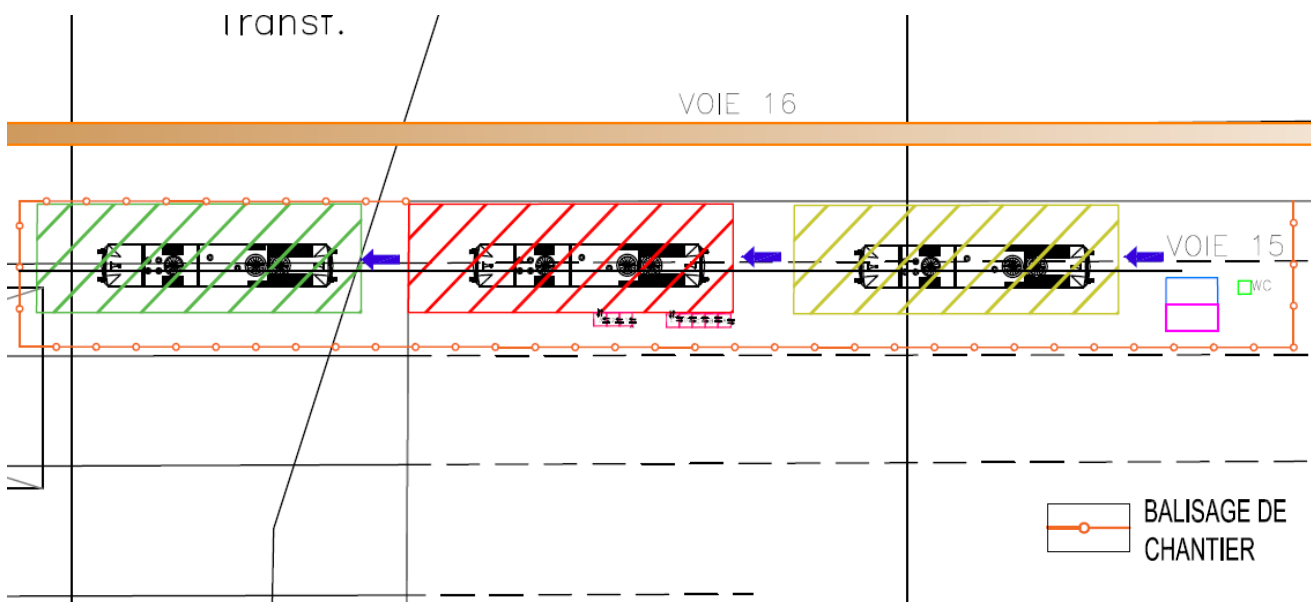 Transf.
VOIE 16
VOIE 15
WC
BALISAGE DE
CHANTIER